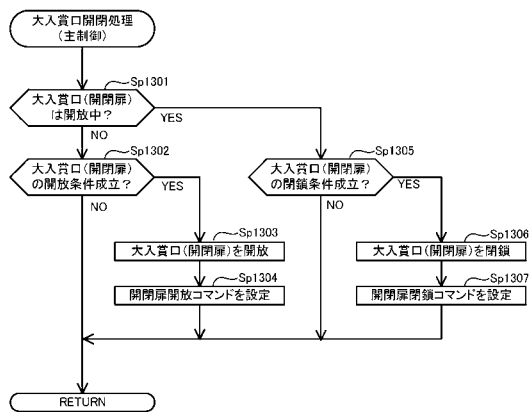 大入賞口開閉処理
(主制御)
Sp1301
大入賞口(開閉扉)
は開放中?
YES
NO
Sp1302
大入賞口(開閉扉)
の開放条件成立?
YES
NO
Sp1305
大入賞口(開閉扉)
の閉鎖条件成立?
YES
NO
Sp1303
大入賞口(開閉扉)を開放
Sp1304
開閉扉開放コマンドを設定
Sp1306
大入賞口(開閉扉)を閉鎖
Sp1307
開閉扉閉鎖コマンドを設定
RETURN